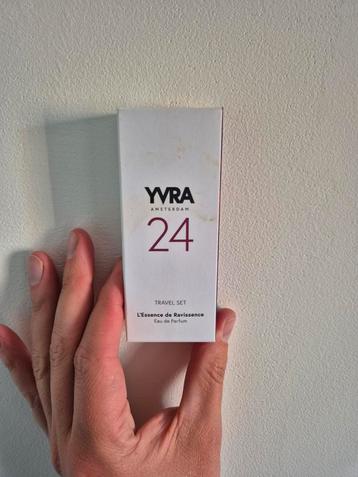 YVRA
AMSTERDAM
24
TRAVEL SET
L'Essence de Ravissence
Eau de Parfum